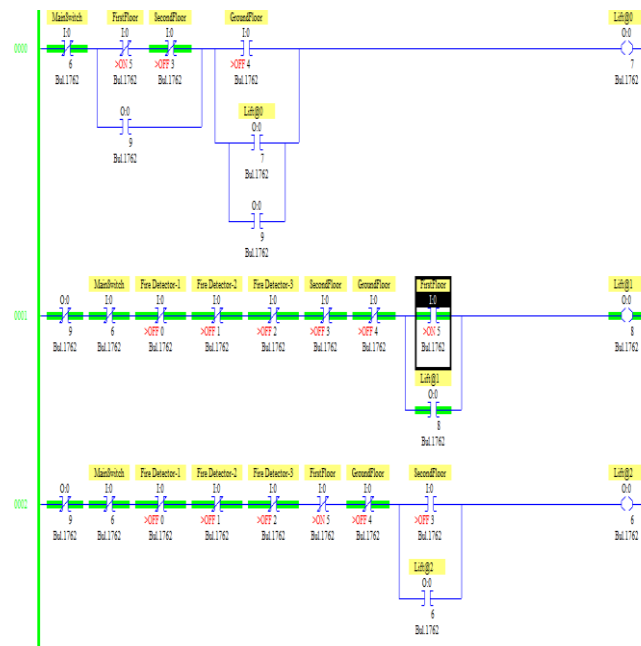 MainSwitch FirstFloor SecondFloor GroundFloor Lift@0
I:0 I:0 I:0 I:0 O:0
0000
6 >ON 5 >OFF 3 >OFF 4 7
Bul.1762 Bul.1762 Bul.1762 Bul.1762 Bul.1762
Lift@0
O:0 O:0
9 7
Bul.1762 Bul.1762
O:0
9
Bul.1762
MainSwitch Fire Detector-1 Fire Detector-2 Fire Detector-3 SecondFloor GroundFloor FirstFloor Lift@1
O:0 I:0 I:0 I:0 I:0 I:0 I:0 I:0 O:0
0001
9 6 >OFF 0 >OFF 1 >OFF 2 >OFF 3 >OFF 4 >ON 5 8
Bul.1762 Bul.1762 Bul.1762 Bul.1762 Bul.1762 Bul.1762 Bul.1762 Bul.1762 Bul.1762
Lift@1
O:0
8
Bul.1762
MainSwitch Fire Detector-1 Fire Detector-2 Fire Detector-3 FirstFloor GroundFloor SecondFloor Lift@2
O:0 I:0 I:0 I:0 I:0 I:0 I:0 I:0 O:0
0002
9 6 >OFF 0 >OFF 1 >OFF 2 >ON 5 >OFF 4 >OFF 3 6
Bul.1762 Bul.1762 Bul.1762 Bul.1762 Bul.1762 Bul.1762 Bul.1762 Bul.1762 Bul.1762
Lift@2
O:0
6
Bul.1762